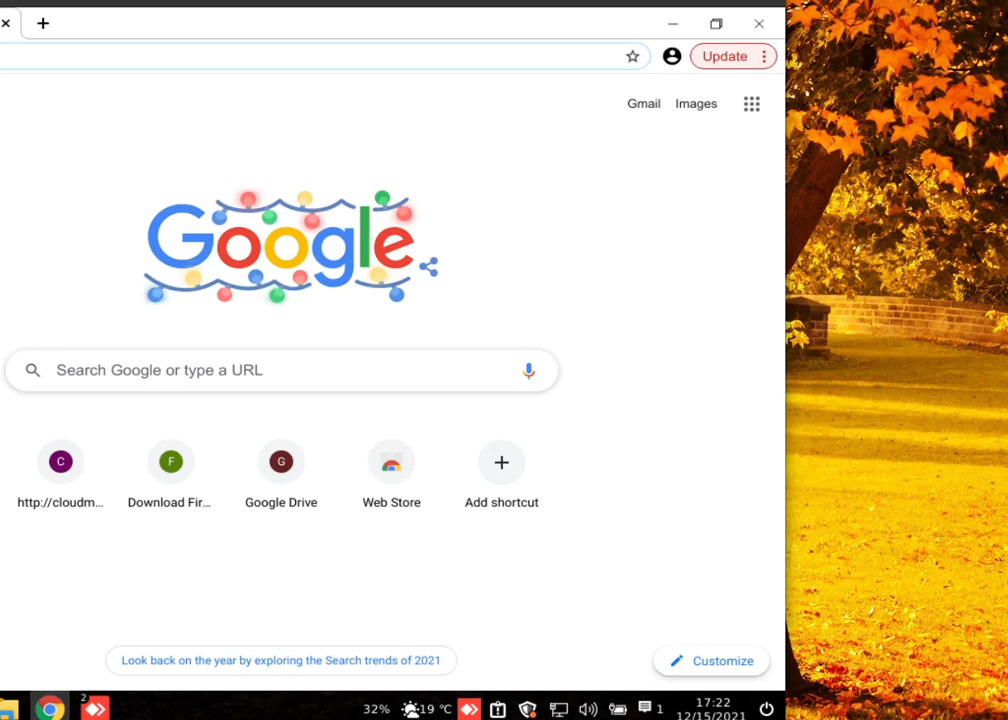 Update
Gmail Images
Google
Search Google or type a URL
C F G
http://cloudm... Download Fir... Google Drive Web Store Add shortcut
Look back on the year by exploring the Search trends of 2021
Customize
2
32% 19 °C 1 17:22
12/15/2021